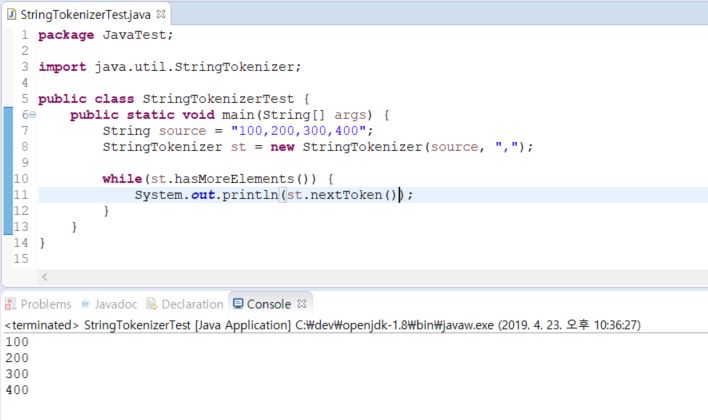 StringTokenizerTest.java
1 package JavaTest;
2
3 import java.util.StringTokenizer;
4
5 public class StringTokenizerTest {
6     public static void main(String[] args) {
7         String source = "100,200,300,400";
8         StringTokenizer st = new StringTokenizer(source, ",");
9
10         while(st.hasMoreElements()) {
11             System.out.println(st.nextToken());
12         }
13     }
14 }
15
Problems @ Javadoc Declaration Console
<terminated> StringTokenizerTest [Java Application] C:₩dev₩openjdk-1.8₩bin₩javaw.exe (2019. 4. 23. 오후 10:36:27)
100
200
300
400